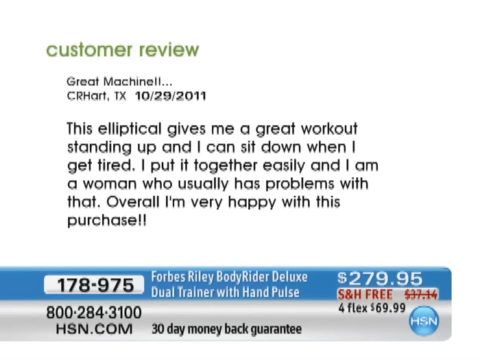 customer review
Great Machine!!...
CRHart, TX 10/29/2011
This elliptical gives me a great workout
standing up and I can sit down when I
get tired. I put it together easily and I am
a woman who usually has problems with
that. Overall I'm very happy with this
purchase!!
178-975
Forbes Riley BodyRider Deluxe
Dual Trainer with Hand Pulse
$279.95
S&H FREE $37.14
4 flex $69.99
800·284·3100
HSN.COM
30 day money back guarantee
HSN